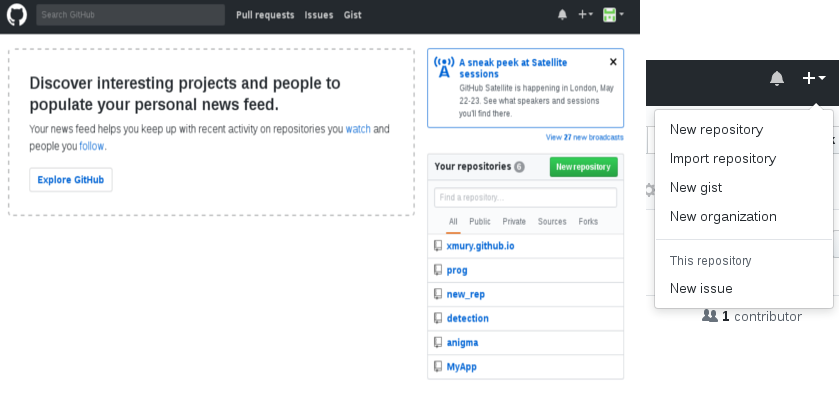 Search GitHub
Pull requests Issues Gist
Discover interesting projects and people to
populate your personal news feed.
Your news feed helps you keep up with recent activity on repositories you watch and
people you follow.
Explore GitHub
A sneak peek at Satellite
sessions
GitHub Satellite is happening in London, May
22-23. See what speakers and sessions
you'll find there.
View 27 new broadcasts
Your repositories 6 New repository
Find a repository...
All Public Private Sources Forks
xmury.github.io
prog
new_rep
detection
anigma
MyApp
New repository
Import repository
New gist
New organization
This repository
New issue
1 contributor